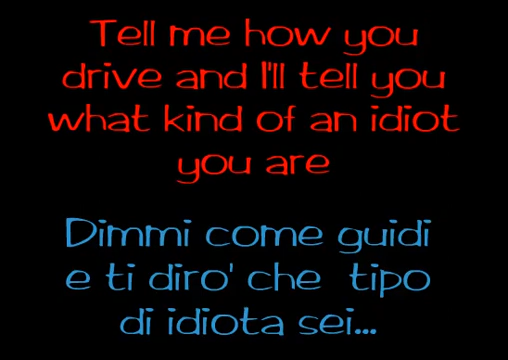 Tell me how you
drive and I'll tell you
what kind of an idiot
you are
Dimmi come guidi
e ti diro' che tipo
di idiota sei...